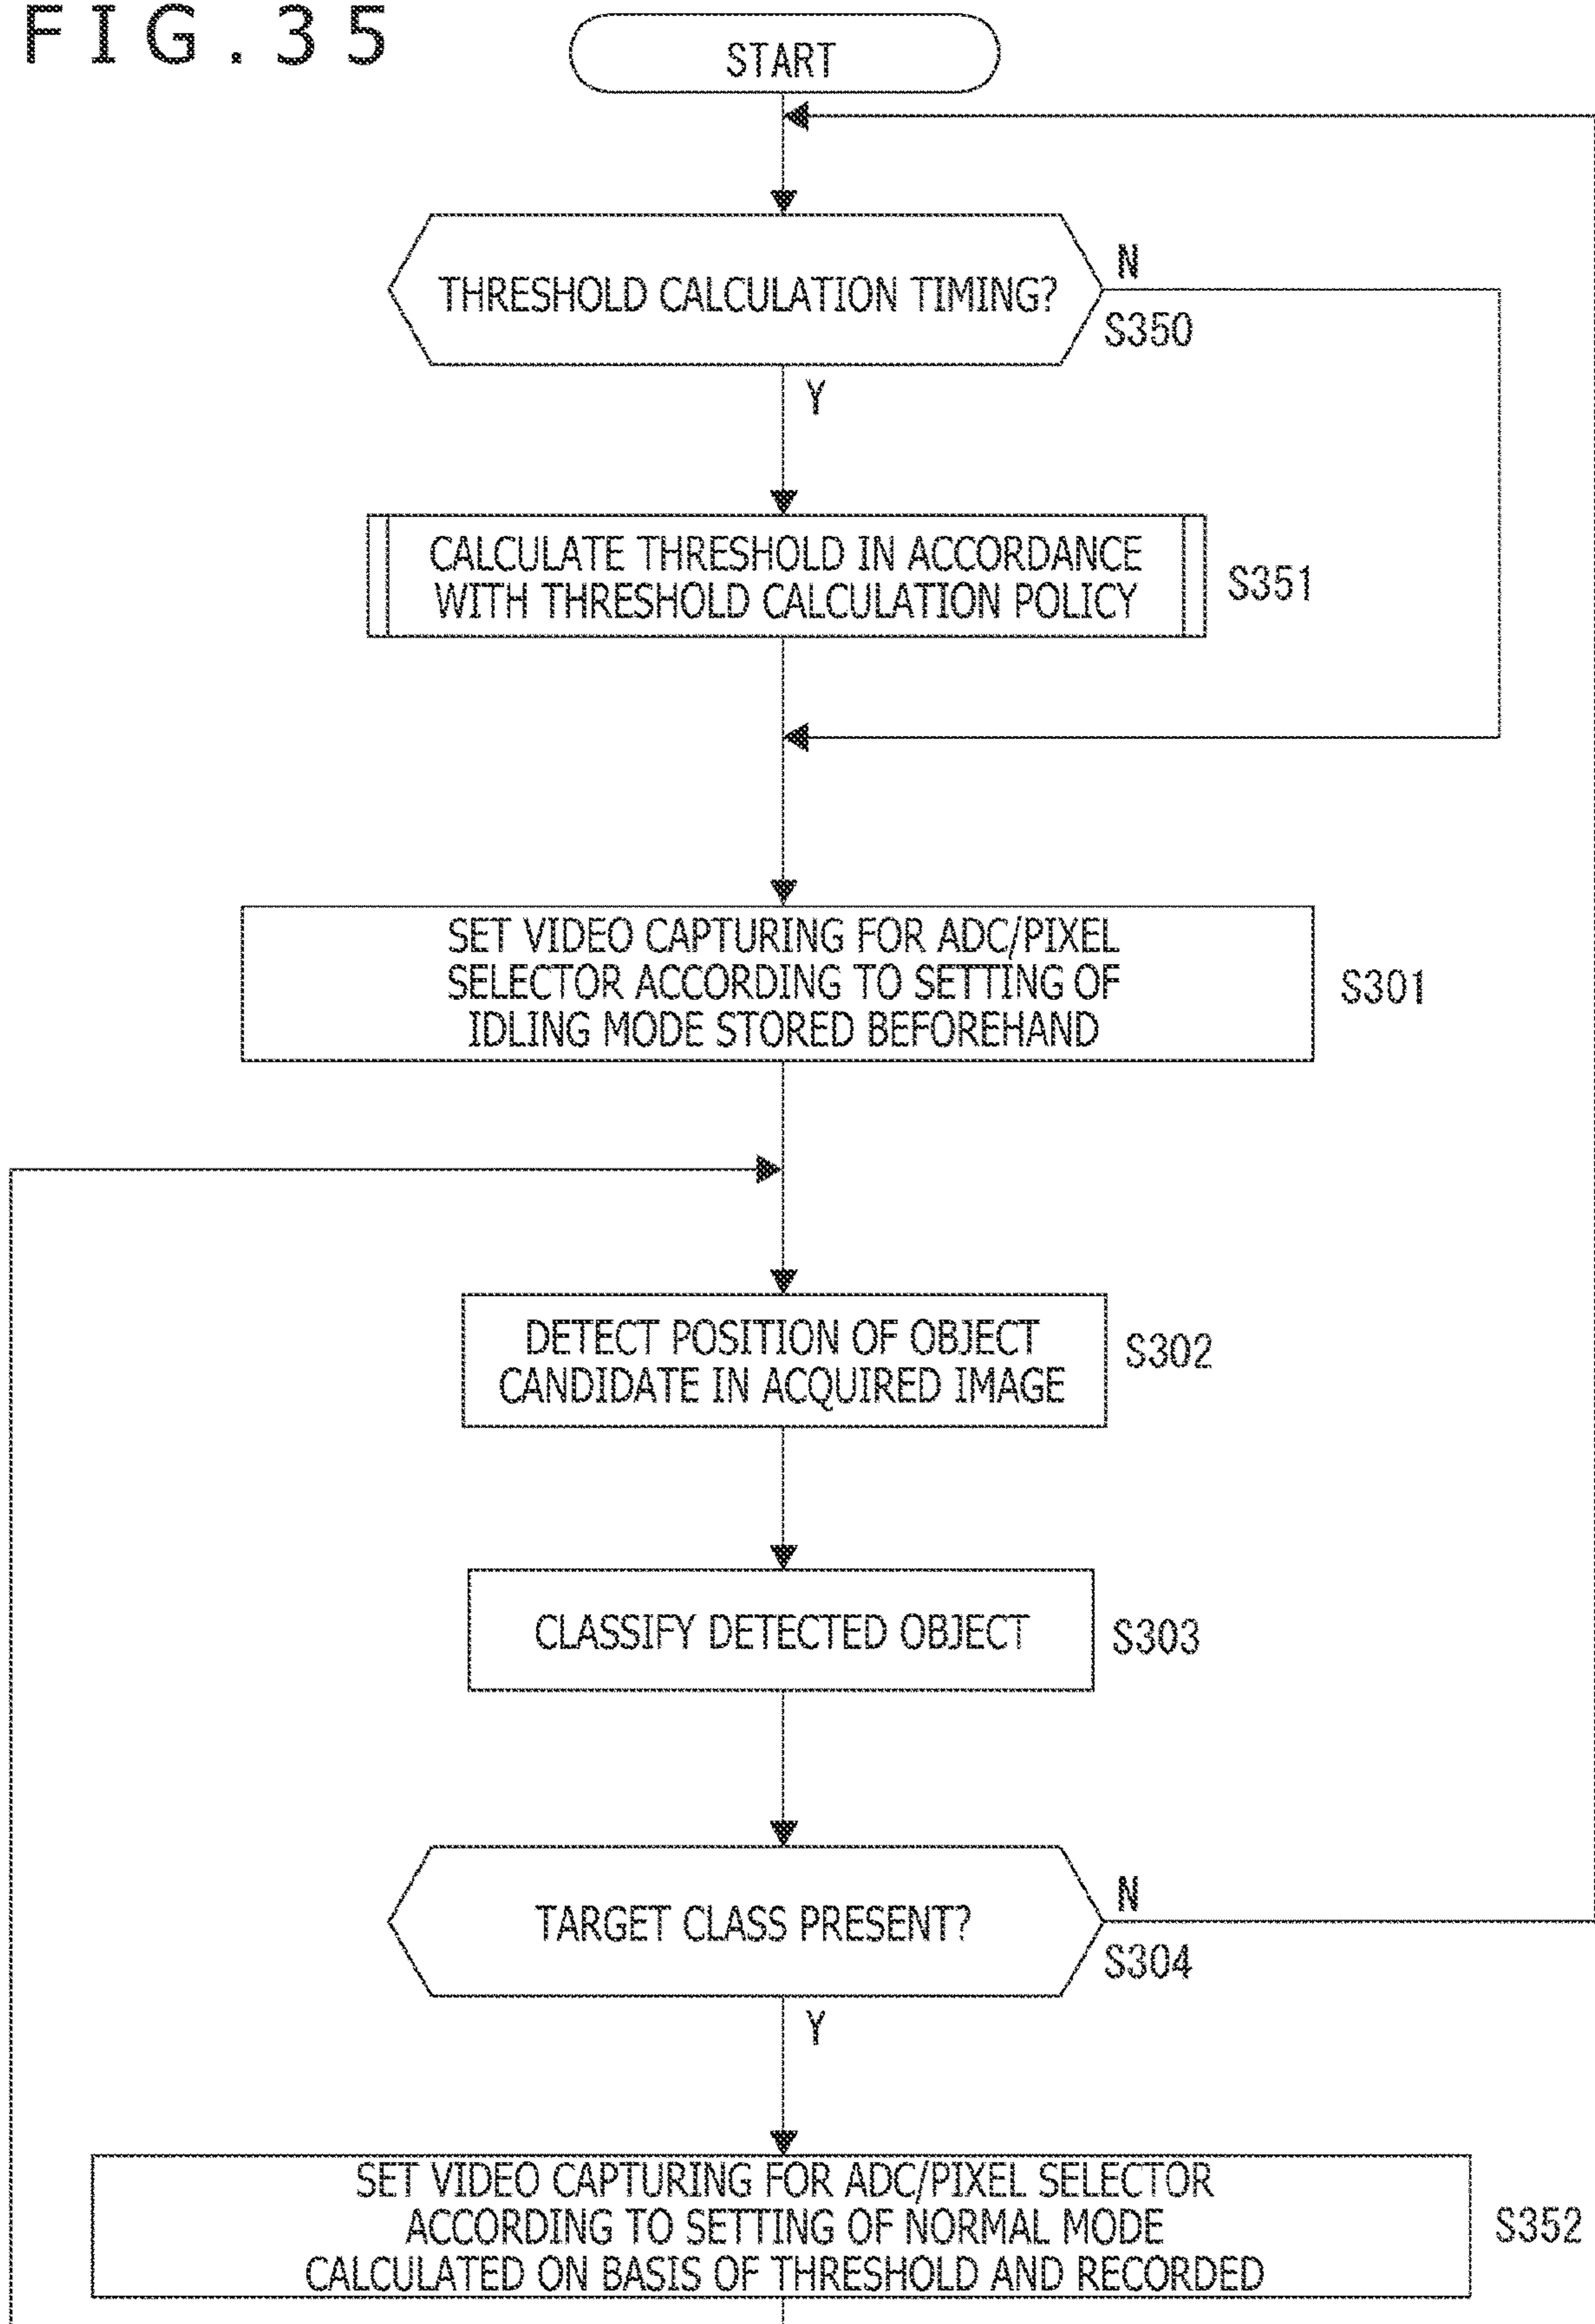 FIG.35
START
THRESHOLD CALCULATION TIMING?
N
S350
Y
CALCULATE THRESHOLD IN ACCORDANCE
WITH THRESHOLD CALCULATION POLICY
S351
SET VIDEO CAPTURING FOR ADC/PIXEL
SELECTOR ACCORDING TO SETTING OF
IDLING MODE STORED BEFOREHAND
S301
DETECT POSITION OF OBJECT
CANDIDATE IN ACQUIRED IMAGE
S302
CLASSIFY DETECTED OBJECT
S303
TARGET CLASS PRESENT?
N
S304
Y
SET VIDEO CAPTURING FOR ADC/PIXEL SELECTOR
ACCORDING TO SETTING OF NORMAL MODE
CALCULATED ON BASIS OF THRESHOLD AND RECORDED
S352